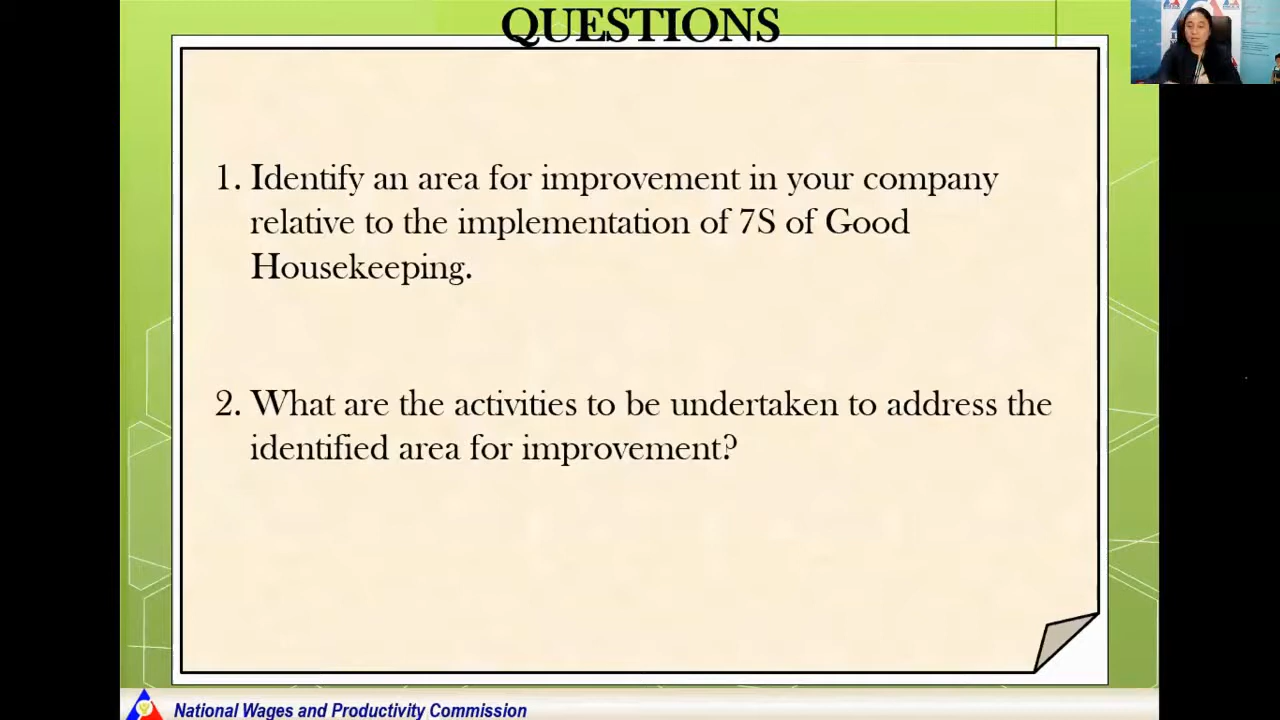 QUESTIONS
1. Identify an area for improvement in your company
relative to the implementation of 7S of Good
Housekeeping.
2. What are the activities to be undertaken to address the
identified area for improvement?
National Wages and Productivity Commission